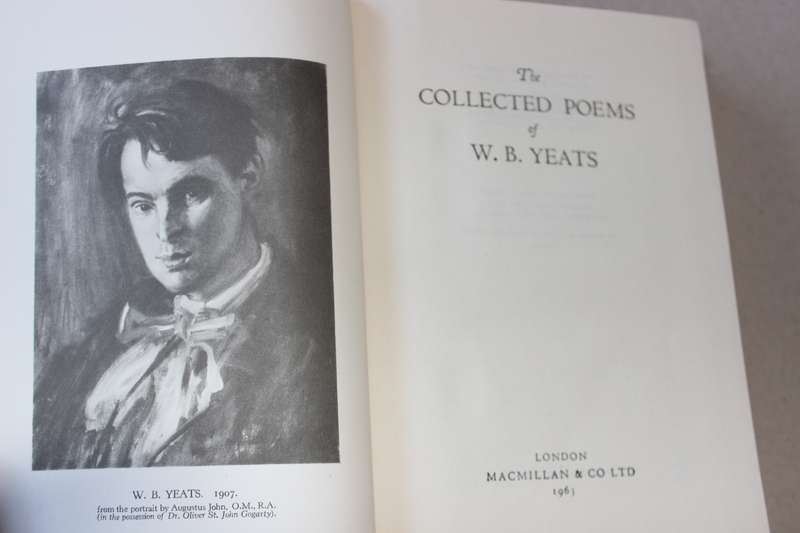 W. B. YEATS. 1907.
from the portrait by Augustus John, O.M., R.A.
(in the possession of Dr. Oliver St. John Gogarty).
The
COLLECTED POEMS
of
W. B. YEATS
LONDON
MACMILLAN & CO LTD
1963